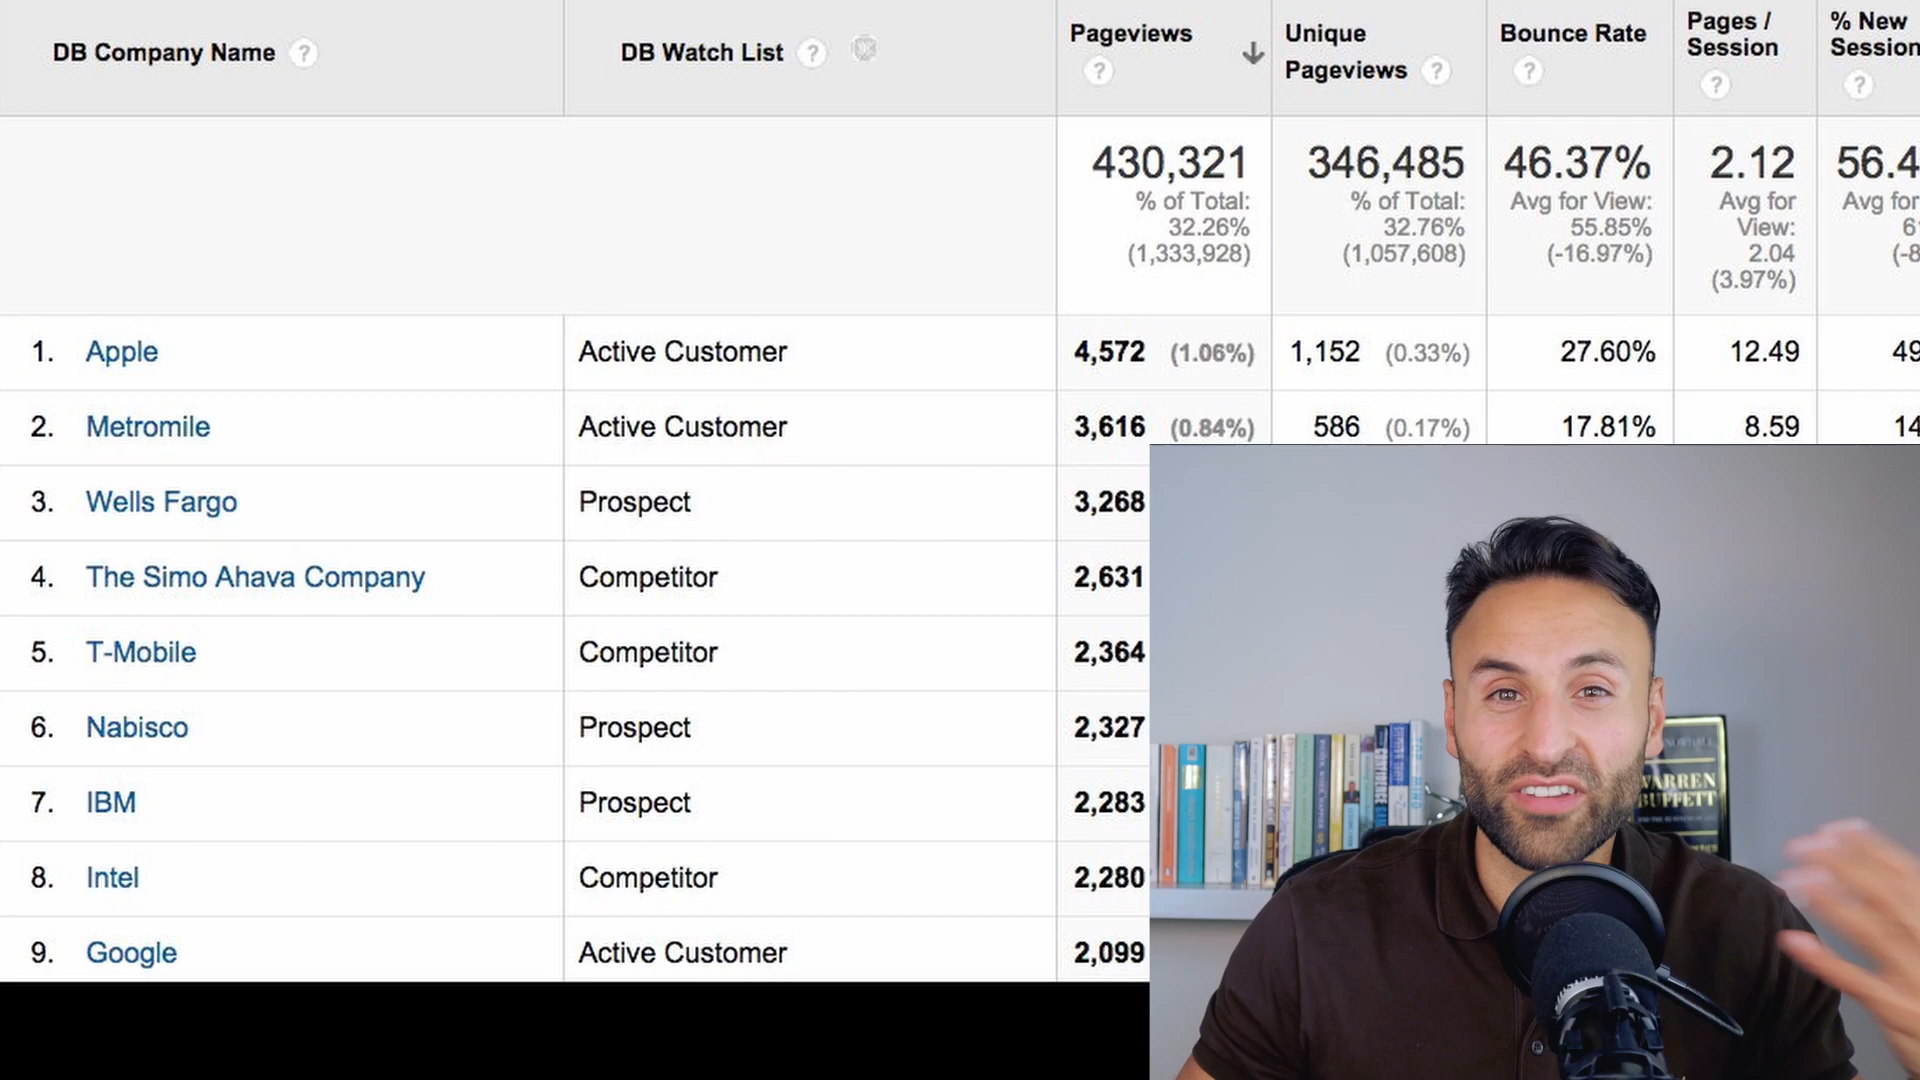 DB Company Name ?
DB Watch List ?
Pageviews ?
Unique Pageviews ?
Bounce Rate ?
Pages / Session ?
% New Session ?
430,321
% of Total:
32.26%
(1,333,928)
346,485
% of Total:
32.76%
(1,057,608)
46.37%
Avg for View:
55.85%
(-16.97%)
2.12
Avg for
View:
2.04
(3.97%)
56.4
Avg for
6
(-8
1. Apple Active Customer 4,572 (1.06%) 1,152 (0.33%) 27.60% 12.49 49
2. Metromile Active Customer 3,616 (0.84%) 586 (0.17%) 17.81% 8.59 14
3. Wells Fargo Prospect 3,268
4. The Simo Ahava Company Competitor 2,631
5. T-Mobile Competitor 2,364
6. Nabisco Prospect 2,327
7. IBM Prospect 2,283
8. Intel Competitor 2,280
9. Google Active Customer 2,099
WARREN
BUFFETT